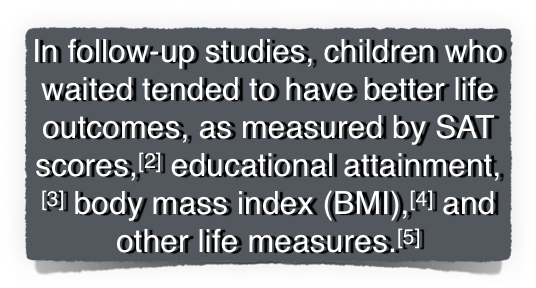 In follow-up studies, children who
waited tended to have better life
outcomes, as measured by SAT
scores,[2] educational attainment,
[3] body mass index (BMI),[4] and
other life measures.[5]